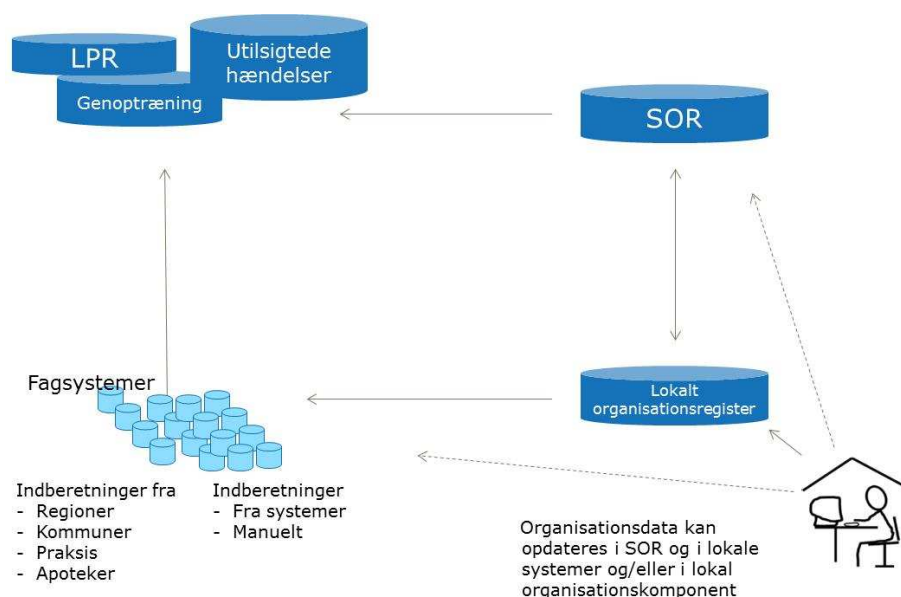 LPR
Utilsigtede
hændelser
Genoptræning
SOR
Fagsystemer
Lokalt
organisationsregister
Indberetninger fra
- Regioner
- Kommuner
- Praksis
- Apoteker
Indberetninger
- Fra systemer
- Manuelt
Organisationsdata kan
opdateres i SOR og i lokale
systemer og/eller i lokal
organisationskomponent